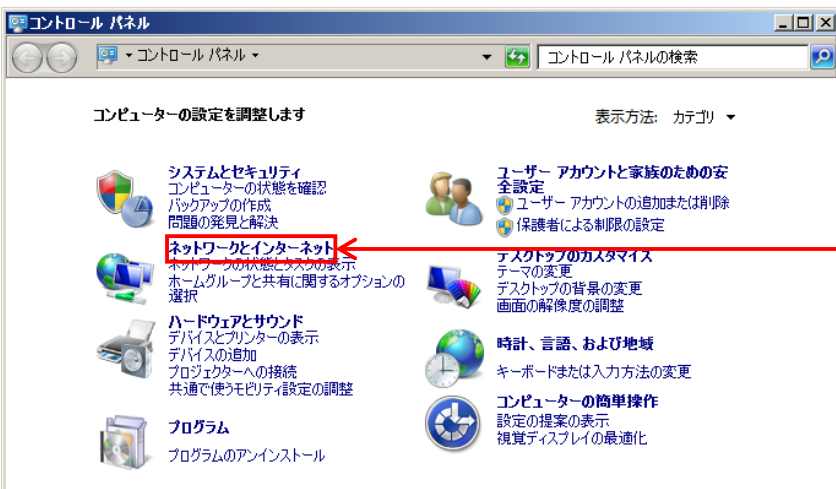 コントロール パネル
コントロール パネル
コントロール パネルの検索
コンピューターの設定を調整します
表示方法: カテゴリ
システムとセキュリティ
コンピューターの状態を確認
バックアップの作成
問題の発見と解決
ネットワークとインターネット
ネットワークの状態とタスクの表示
ホームグループと共有に関するオプションの
選択
ハードウェアとサウンド
デバイスとプリンターの表示
デバイスの追加
プロジェクターへの接続
共通で使うモビリティ設定の調整
プログラム
プログラムのアンインストール
ユーザー アカウントと家族のための安
全設定
ユーザー アカウントの追加または削除
保護者による制限の設定
デスクトップのカスタマイズ
テーマの変更
デスクトップの背景の変更
画面の解像度の調整
時計、言語、および地域
キーボードまたは入力方法の変更
コンピューターの簡単操作
設定の提案の表示
視覚ディスプレイの最適化